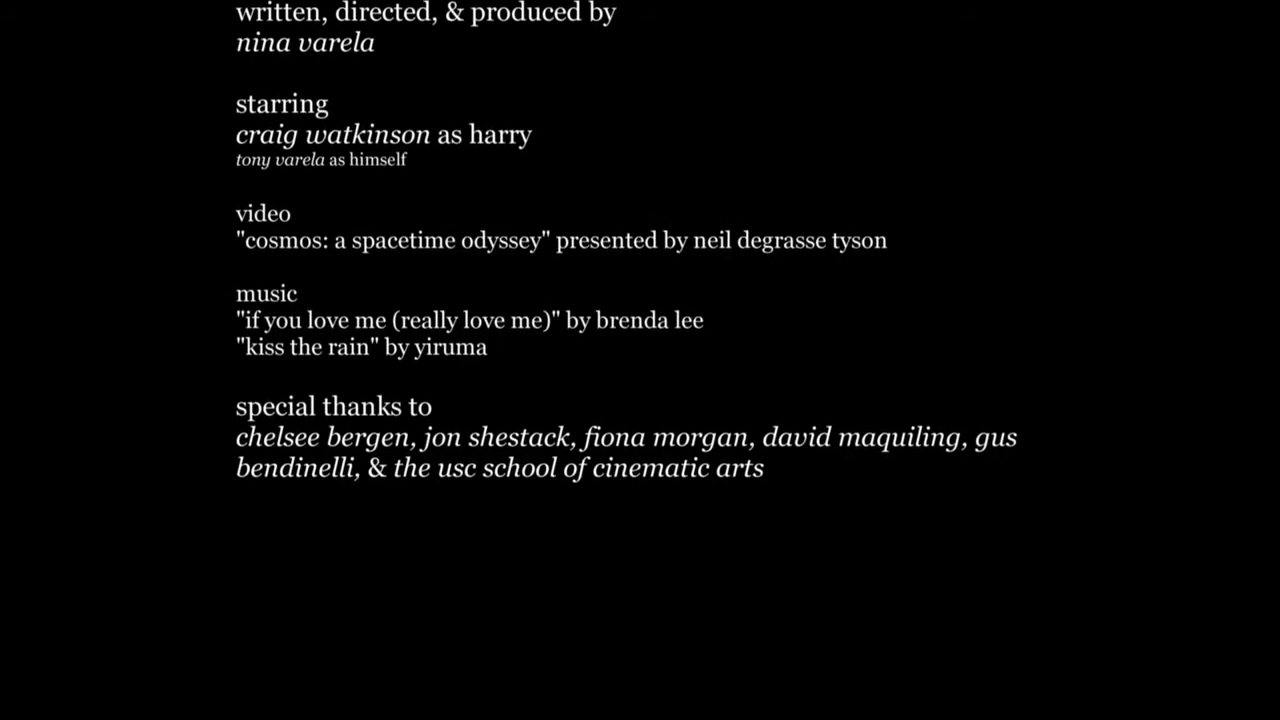 written, directed, & produced by
nina varela
starring
craig watkinson as harry
tony varela as himself
video
"cosmos: a spacetime odyssey" presented by neil degrasse tyson
music
"if you love me (really love me)" by brenda lee
"kiss the rain" by yiruma
special thanks to
chelsee bergen, jon shestack, fiona morgan, david maquiling, gus
bendinelli, & the usc school of cinematic arts